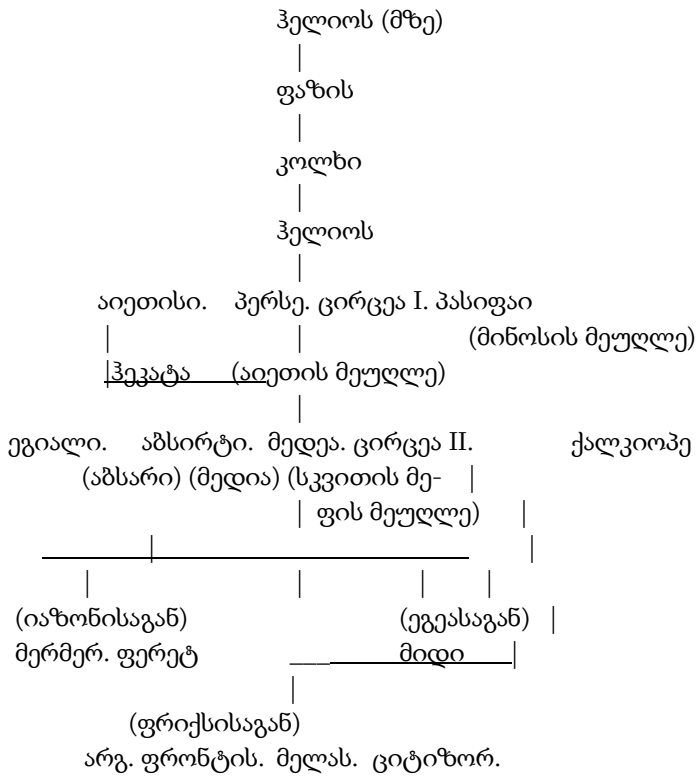 ჰელიოს (მზე)
ფაზის
კოლხი
ჰელიოს
აიეთისი. პერსე. ცირცეა I. პასიფაი
(მინოსის მეუღლე)
ჰეკატა (აიეთის მეუღლე)
ეგიალი. აბსირტი. მედეა. ცირცეა II. ქალკიოპე
(აბსარი) (მედია) (სკვითის მე-
ფის მეუღლე)
(იაზონისაგან) (ეგეასაგან)
მერმერ. ფერეტ მიდი
(ფრიქსისაგან)
არგ. ფრონტის. მელას. ციტიზორ.